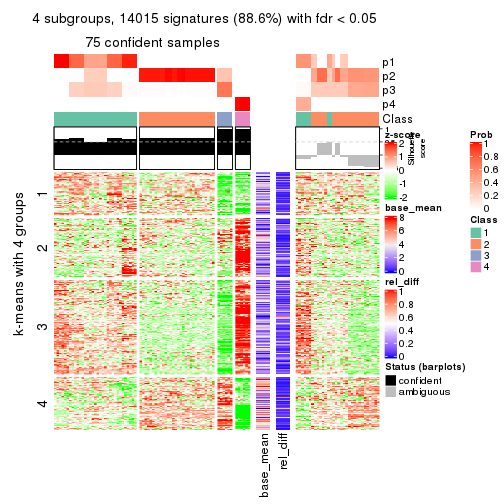 4 subgroups, 14015 signatures (88.6%) with fdr < 0.05
75 confident samples
p1
p2
p3
p4
Class
1
Silhouette
score
k-means with 4 groups
1
2
3
4
base_mean
rel_diff
z-score
2
1
0
-1
-2
base_mean
8
6
4
2
0
rel_diff
1
0.8
0.6
0.4
0.2
0
Status (barplots)
confident
ambiguous
Prob
1
0.8
0.6
0.4
0.2
0
Class
1
2
3
4